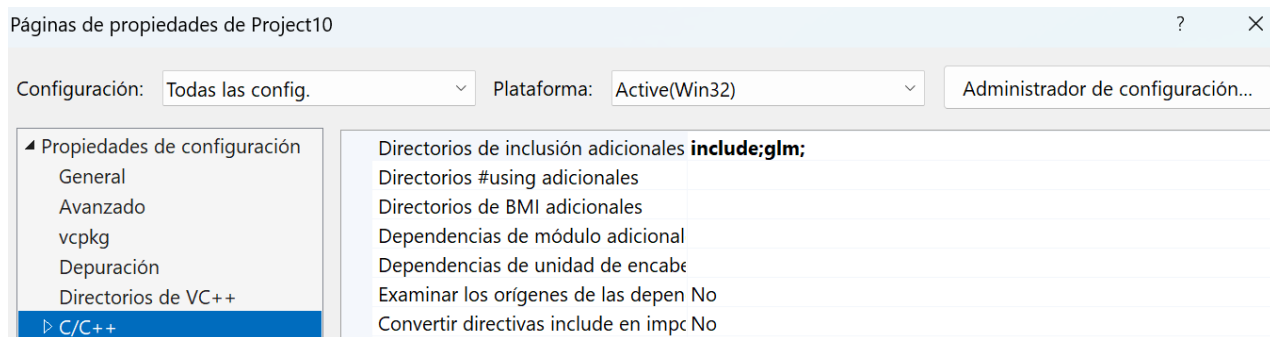 Páginas de propiedades de Project10 ? ×
Configuración: Todas las config. Plataforma: Active(Win32) Administrador de configuración...
Propiedades de configuración
General
Avanzado
vcpkg
Depuración
Directorios de VC++
C/C++
Directorios de inclusión adicionales include;glm;
Directorios #using adicionales
Directorios de BMI adicionales
Dependencias de módulo adicional
Dependencias de unidad de encabe
Examinar los orígenes de las depen No
Convertir directivas include en impo No